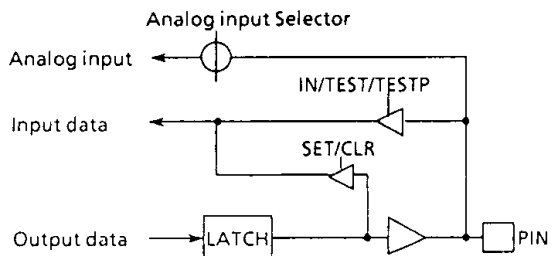 Analog input Selector
Analog input
IN/TEST/TESTP
Input data
SET/CLR
Output data
LATCH
PIN